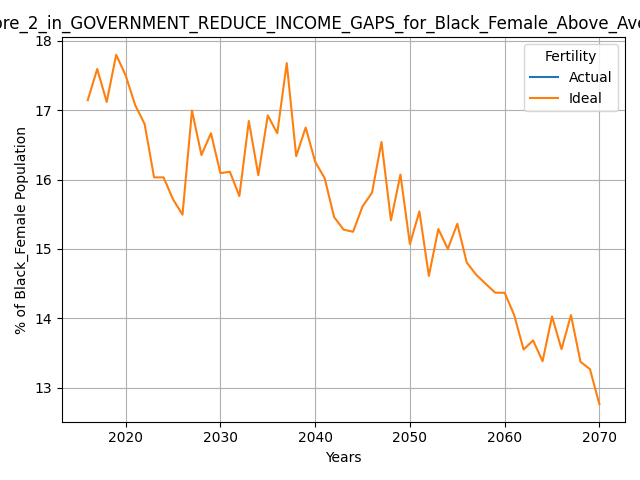 ore_2_in_GOVERNMENT_REDUCE_INCOME_GAPS_for_Black_Female_Above_Ave
18
17
16
15
14
13
% of Black_Female Population
Fertility
Actual
Ideal
2020
2030
2040
2050
2060
2070
Years